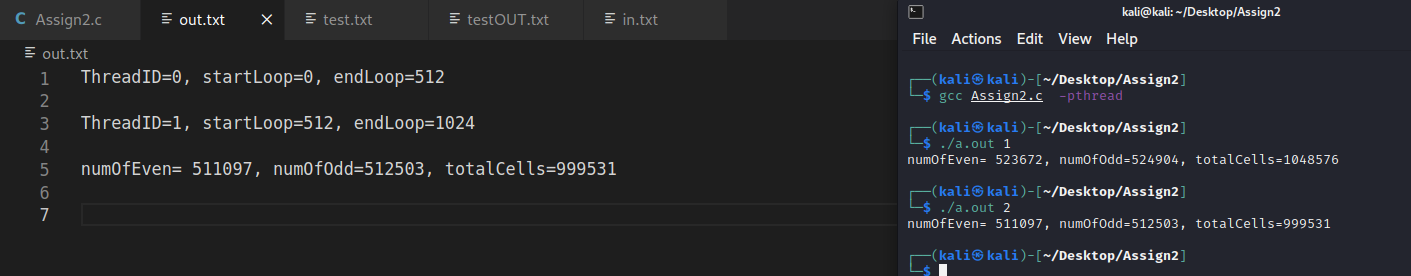 Assign2.c out.txt × test.txt testOUT.txt in.txt
out.txt
1 ThreadID=0, startLoop=0, endLoop=512
2
3 ThreadID=1, startLoop=512, endLoop=1024
4
5 numOfEven= 511097, numOfOdd=512503, totalCells=999531
6
7
kali@kali: ~/Desktop/Assign2
File Actions Edit View Help
┌──(kali㉿kali)-[~/Desktop/Assign2]
└─$ gcc Assign2.c  -pthread
┌──(kali㉿kali)-[~/Desktop/Assign2]
└─$ ./a.out 1
numOfEven= 523672, numOfOdd=524904, totalCells=1048576
┌──(kali㉿kali)-[~/Desktop/Assign2]
└─$ ./a.out 2
numOfEven= 511097, numOfOdd=512503, totalCells=999531
┌──(kali㉿kali)-[~/Desktop/Assign2]
└─$